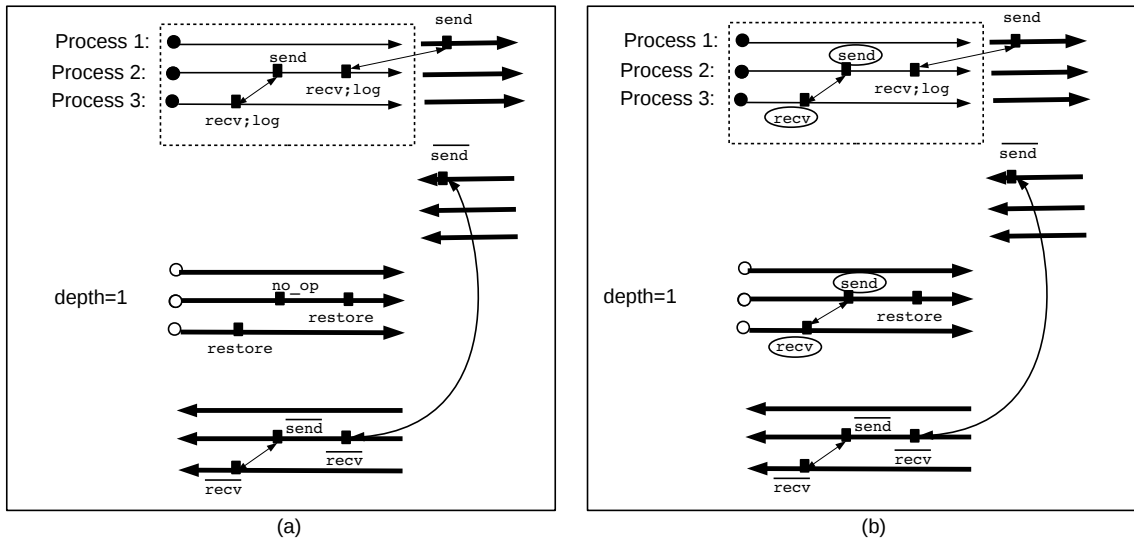 send
Process 1:
send
Process 2:
recv;log
Process 3:
recv;log
send
no_op
depth=1
restore
restore
send
recv
recv
(a)
send
Process 1:
send
Process 2:
recv;log
Process 3:
recv
send
send
depth=1
restore
recv
send
recv
recv
(b)